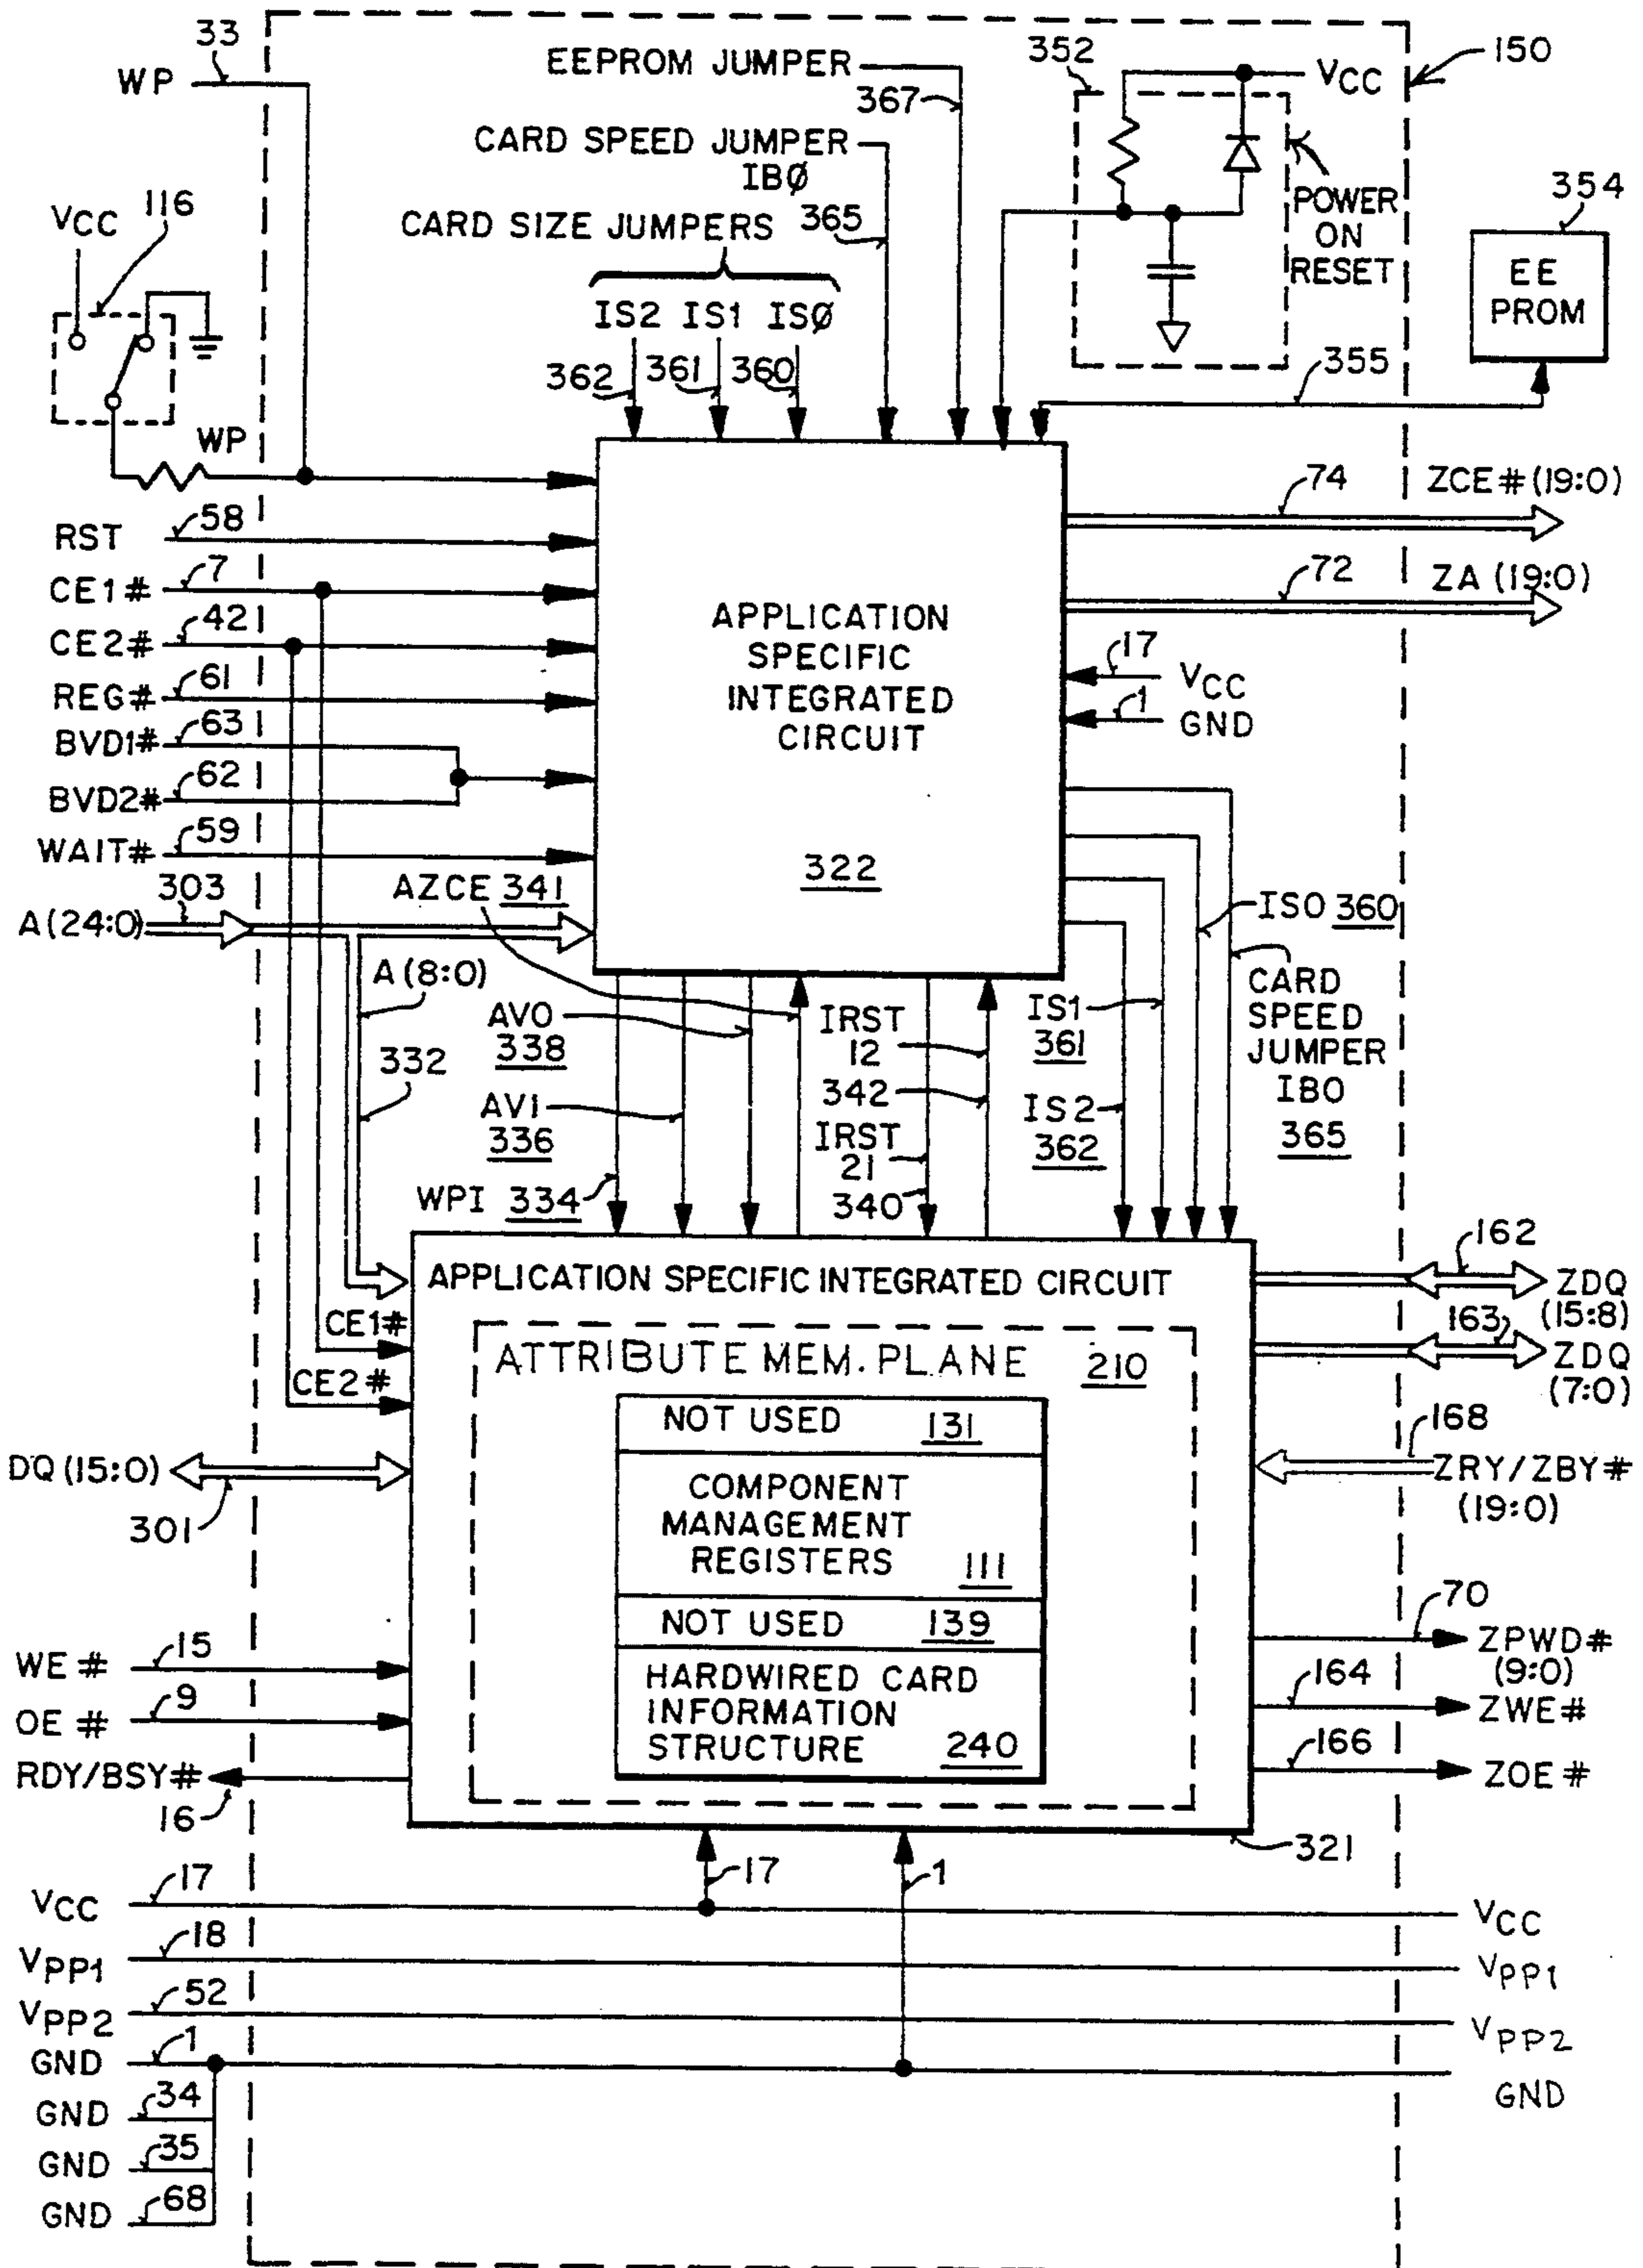 33
WP
EEPROM JUMPER
367
352
VCC
150
CARD SPEED JUMPER
IBØ
365
CARD SIZE JUMPERS
IS2 IS1 ISØ
362 361 360
POWER
ON
RESET
354
EE
PROM
355
VCC
116
WP
RST
58
CE1#
7
CE2#
42
REG#
61
BVD1#
63
BVD2#
62
WAIT#
59
A(24:0)
303
APPLICATION
SPECIFIC
INTEGRATED
CIRCUIT
322
74
ZCE#(19:0)
72
ZA (19:0)
17
VCC
1
GND
AZCE 341
A(8:0)
332
AVO
338
AVI
336
WPI 334
IRST
12
342
IRST
21
340
IS1
361
IS2
362
ISO 360
CARD
SPEED
JUMPER
IBO
365
APPLICATION SPECIFIC INTEGRATED CIRCUIT
CE1#
CE2#
ATTRIBUTE MEM. PLANE 210
NOT USED 131
COMPONENT
MANAGEMENT
REGISTERS 111
NOT USED 139
HARDWIRED CARD
INFORMATION
STRUCTURE 240
162
ZDQ
(15:8)
163
ZDQ
(7:0)
168
ZRY/ZBY#
(19:0)
70
ZPWD#
(9:0)
164
ZWE#
166
ZOE#
DQ(15:0)
301
WE#
15
OE#
9
RDY/BSY#
16
321
17
1
VCC
17
VCC
VPP1
18
VPP1
VPP2
52
VPP2
GND
1
GND
GND
34
GND
35
GND
68